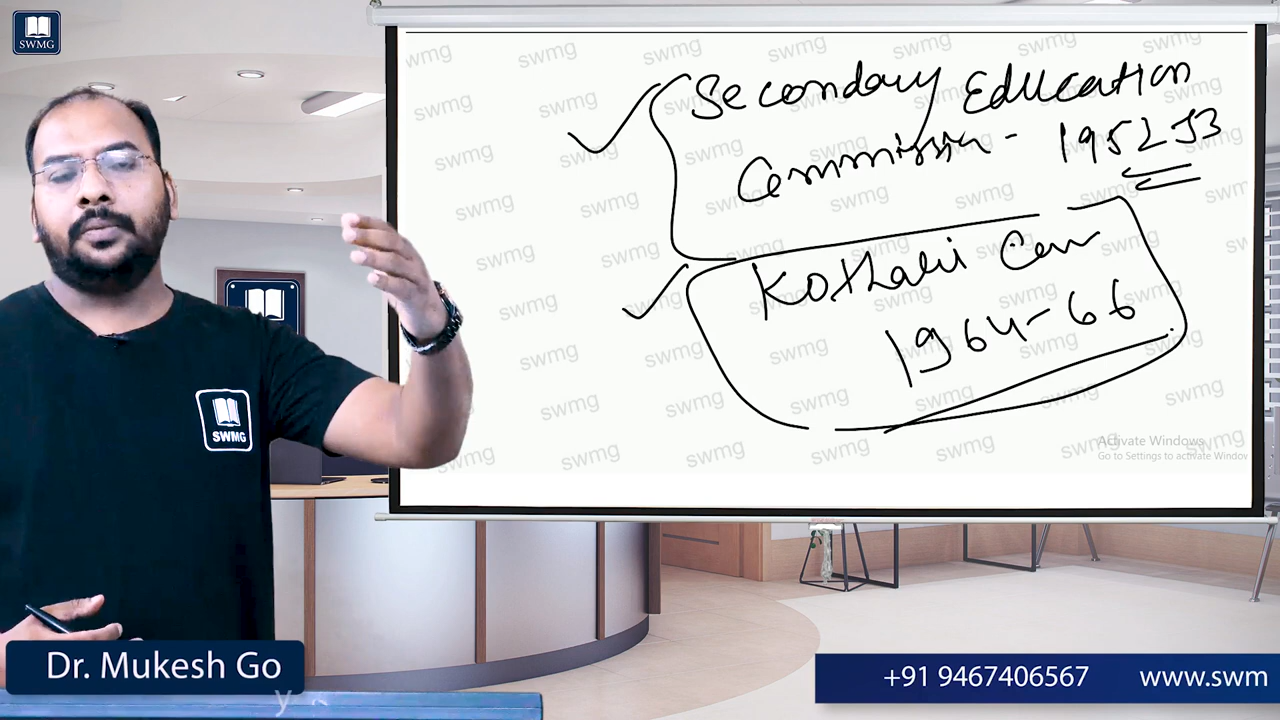 SWMG
Secondary Education
Commission - 1952-53
Kothari Com
1964-66
SWMG
Activate Windows
Go to Settings to activate Window
Dr. Mukesh Go
+91 9467406567 www.swm
swmg